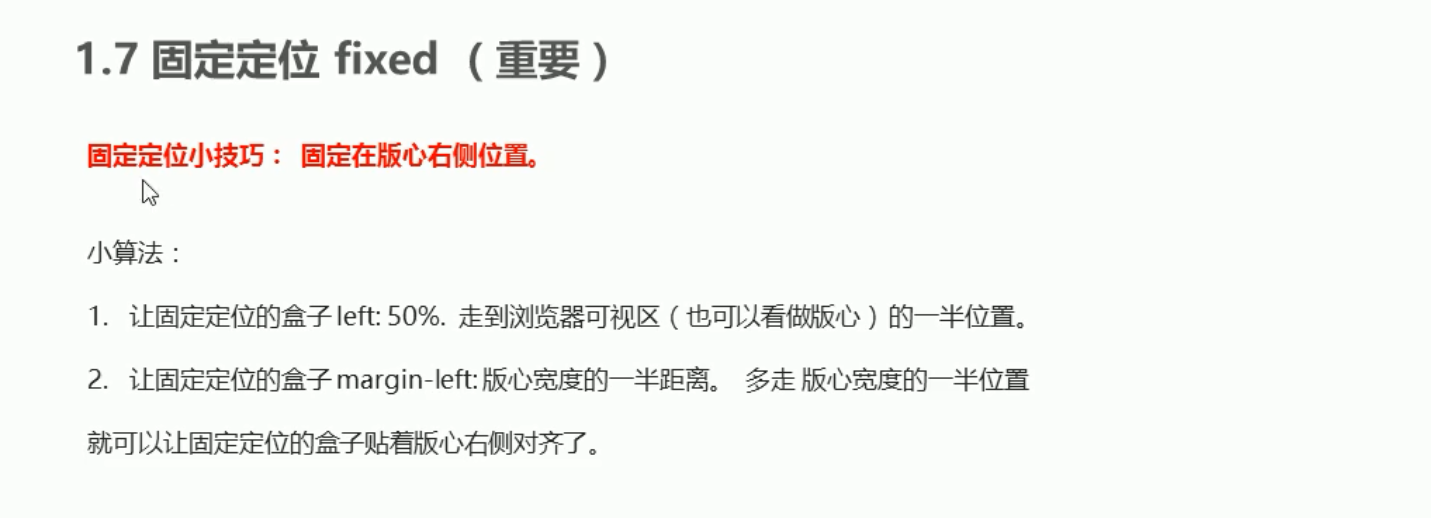 1.7 固定定位 fixed （重要）
固定定位小技巧： 固定在版心右侧位置。
小算法：
1. 让固定定位的盒子 left: 50%. 走到浏览器可视区（也可以看做版心）的一半位置。
2. 让固定定位的盒子 margin-left: 版心宽度的一半距离。 多走 版心宽度的一半位置
就可以让固定定位的盒子贴着版心右侧对齐了。